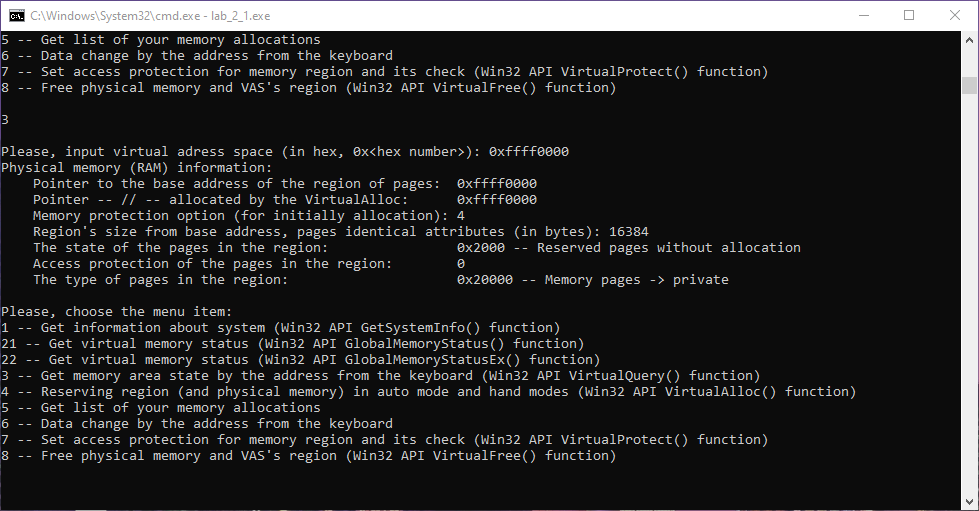 C:\Windows\System32\cmd.exe - lab_2_1.exe
5 -- Get list of your memory allocations
6 -- Data change by the address from the keyboard
7 -- Set access protection for memory region and its check (Win32 API VirtualProtect() function)
8 -- Free physical memory and VAS's region (Win32 API VirtualFree() function)
3
Please, input virtual adress space (in hex, 0x<hex number>): 0xffff0000
Physical memory (RAM) information:
Pointer to the base address of the region of pages: 0xffff0000
Pointer -- // -- allocated by the VirtualAlloc: 0xffff0000
Memory protection option (for initially allocation): 4
Region's size from base address, pages identical attributes (in bytes): 16384
The state of the pages in the region: 0x2000 -- Reserved pages without allocation
Access protection of the pages in the region: 0
The type of pages in the region: 0x20000 -- Memory pages -> private
Please, choose the menu item:
1 -- Get information about system (Win32 API GetSystemInfo() function)
21 -- Get virtual memory status (Win32 API GlobalMemoryStatus() function)
22 -- Get virtual memory status (Win32 API GlobalMemoryStatusEx() function)
3 -- Get memory area state by the address from the keyboard (Win32 API VirtualQuery() function)
4 -- Reserving region (and physical memory) in auto mode and hand modes (Win32 API VirtualAlloc() function)
5 -- Get list of your memory allocations
6 -- Data change by the address from the keyboard
7 -- Set access protection for memory region and its check (Win32 API VirtualProtect() function)
8 -- Free physical memory and VAS's region (Win32 API VirtualFree() function)